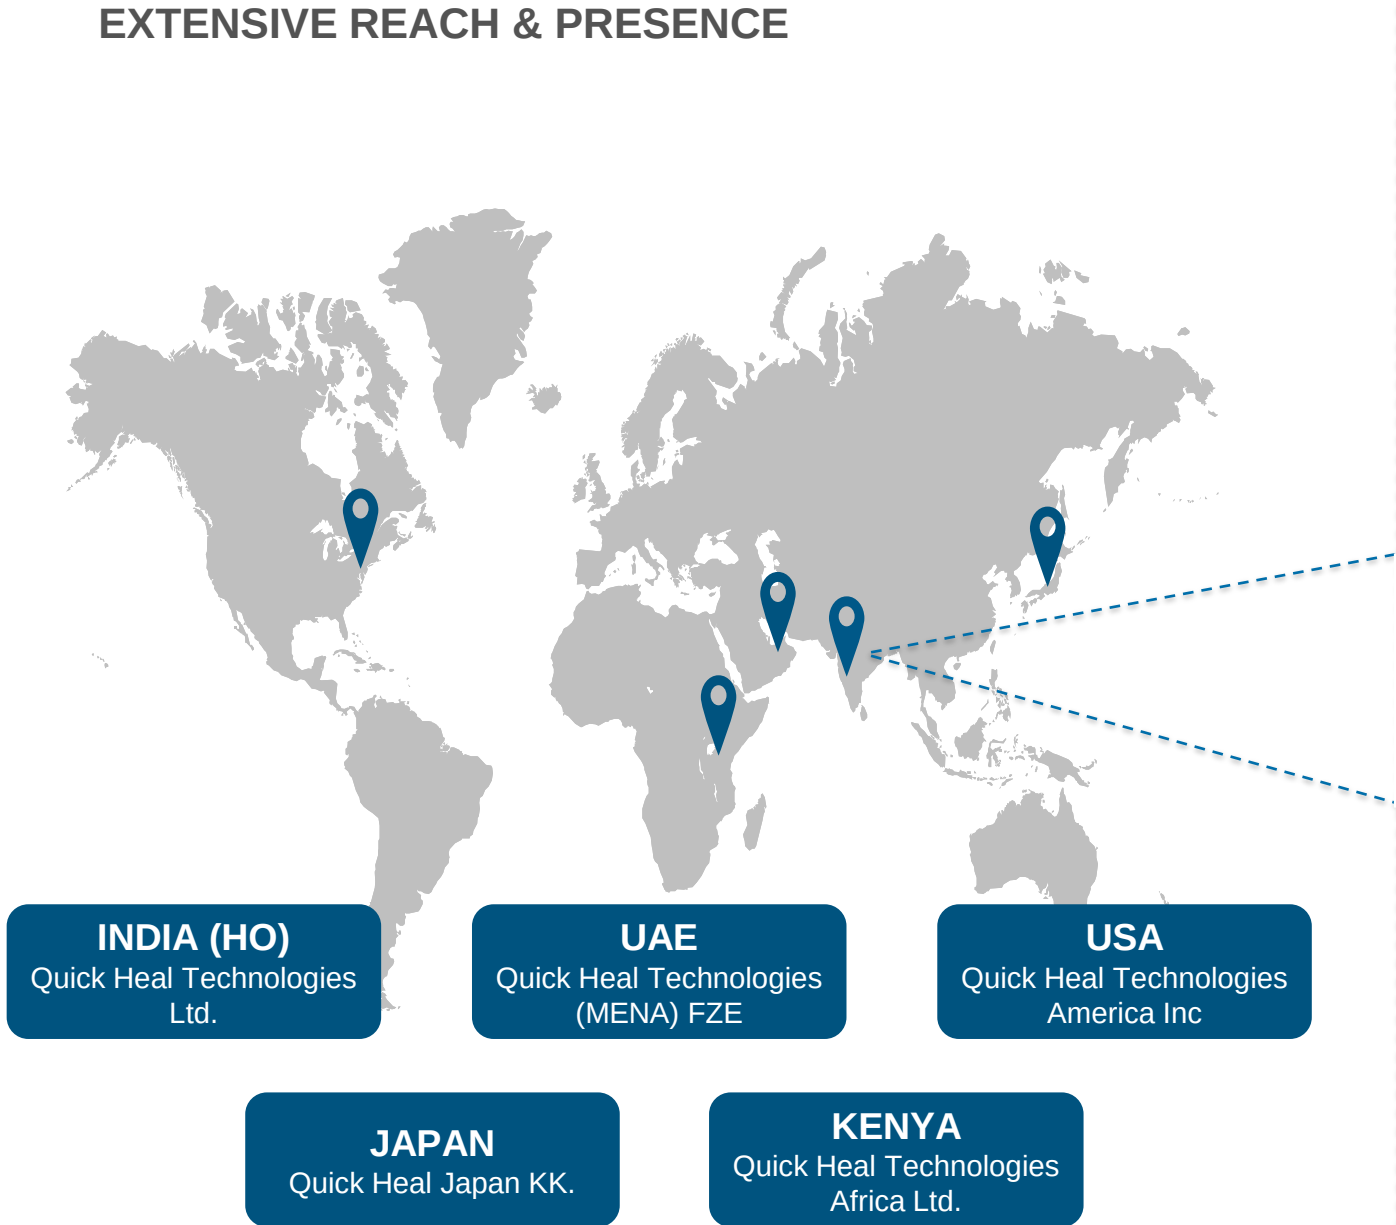 EXTENSIVE REACH & PRESENCE
INDIA (HO)
Quick Heal Technologies
Ltd.
UAE
Quick Heal Technologies
(MENA) FZE
USA
Quick Heal Technologies
America Inc
JAPAN
Quick Heal Japan KK.
KENYA
Quick Heal Technologies
Africa Ltd.